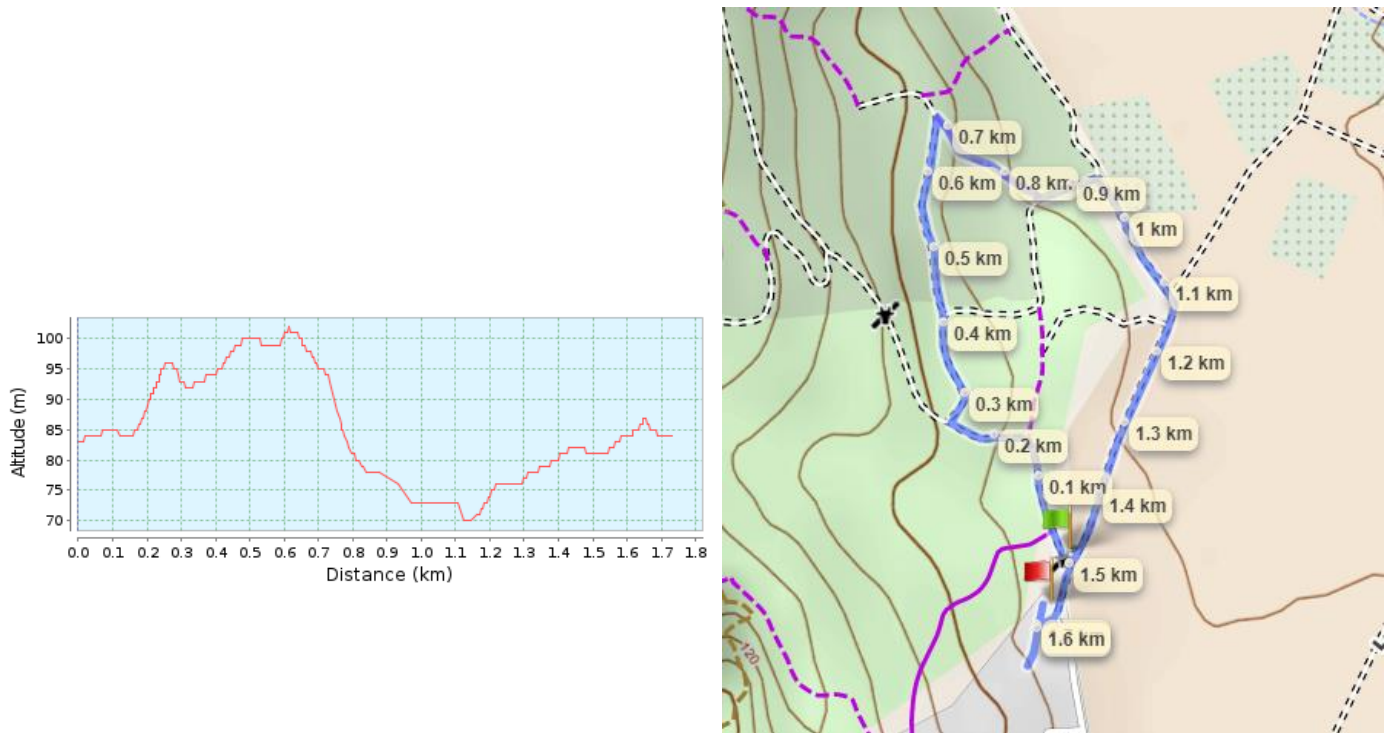 100
95
90
85
80
75
70
Altitude (m)
0.0 0.1 0.2 0.3 0.4 0.5 0.6 0.7 0.8 0.9 1.0 1.1 1.2 1.3 1.4 1.5 1.6 1.7 1.8
Distance (km)
0.7 km
0.6 km
0.8 km
0.9 km
1 km
0.5 km
1.1 km
0.4 km
1.2 km
0.3 km
0.2 km
1.3 km
0.1 km
1.4 km
1.5 km
1.6 km
120